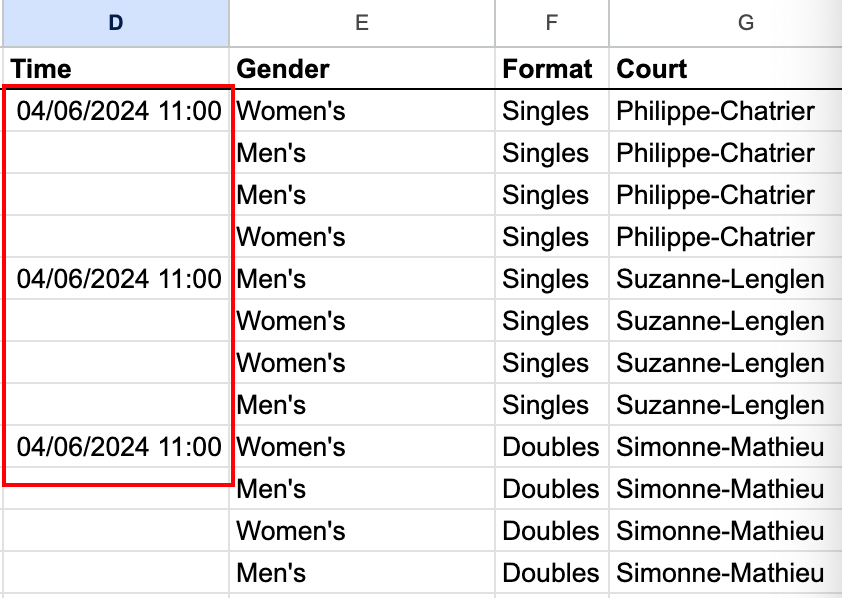 D E F G
Time Gender Format Court
04/06/2024 11:00 Women's Singles Philippe-Chatrier
Men's Singles Philippe-Chatrier
Men's Singles Philippe-Chatrier
Women's Singles Philippe-Chatrier
04/06/2024 11:00 Men's Singles Suzanne-Lenglen
Women's Singles Suzanne-Lenglen
Women's Singles Suzanne-Lenglen
Men's Singles Suzanne-Lenglen
04/06/2024 11:00 Women's Doubles Simonne-Mathieu
Men's Doubles Simonne-Mathieu
Women's Doubles Simonne-Mathieu
Men's Doubles Simonne-Mathieu